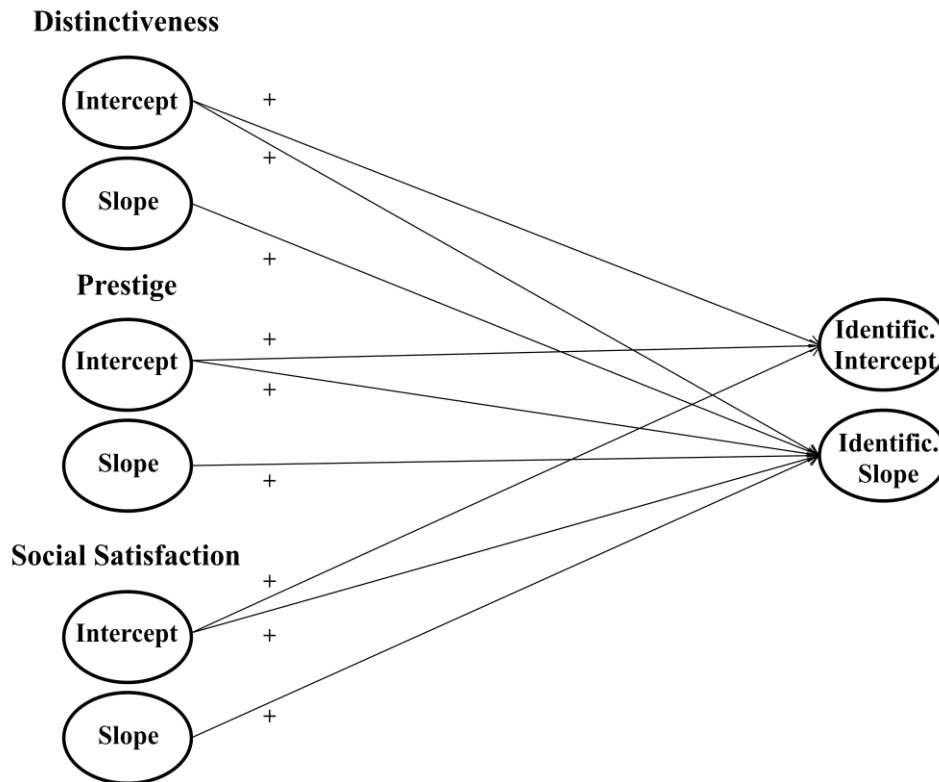 Distinctiveness
Intercept
+
+
Slope
+
Prestige
Intercept
+
+
Slope
+
Identific.
Intercept
Identific.
Slope
Social Satisfaction
Intercept
+
+
Slope
+